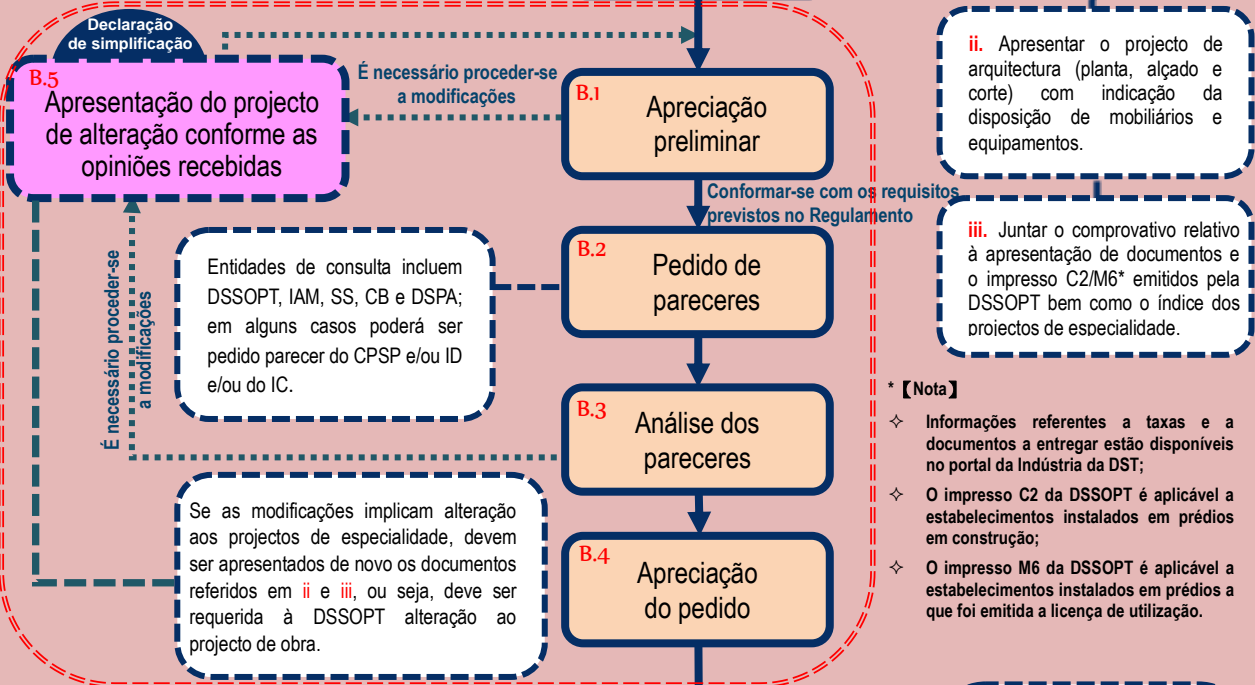 Declaração
de simplificação
B.5
Apresentação do projecto
de alteração conforme as
opiniões recebidas
É necessário proceder-se
a modificações
B.1
Apreciação
preliminar
Conformar-se com os requisitos
previstos no Regulamento
B.2
Pedido de
pareceres
Entidades de consulta incluem
DSSOPT, IAM, SS, CB e DSPA;
em alguns casos poderá ser
pedido parecer do CPSP e/ou ID
e/ou do IC.
É necessário proceder-se
a modificações
B.3
Análise dos
pareceres
Se as modificações implicam alteração
aos projectos de especialidade, devem
ser apresentados de novo os documentos
referidos em ii e iii, ou seja, deve ser
requerida à DSSOPT alteração ao
projecto de obra.
B.4
Apreciação
do pedido
ii. Apresentar o projecto de
arquitectura (planta, alçado e
corte) com indicação da
disposição de mobiliários e
equipamentos.
iii. Juntar o comprovativo relativo
à apresentação de documentos e
o impresso C2/M6* emitidos pela
DSSOPT bem como o índice dos
projectos de especialidade.
* 【Nota】
✧ Informações referentes a taxas e a
documentos a entregar estão disponíveis
no portal da Indústria da DST;
✧ O impresso C2 da DSSOPT é aplicável a
estabelecimentos instalados em prédios
em construção;
✧ O impresso M6 da DSSOPT é aplicável a
estabelecimentos instalados em prédios a
que foi emitida a licença de utilização.